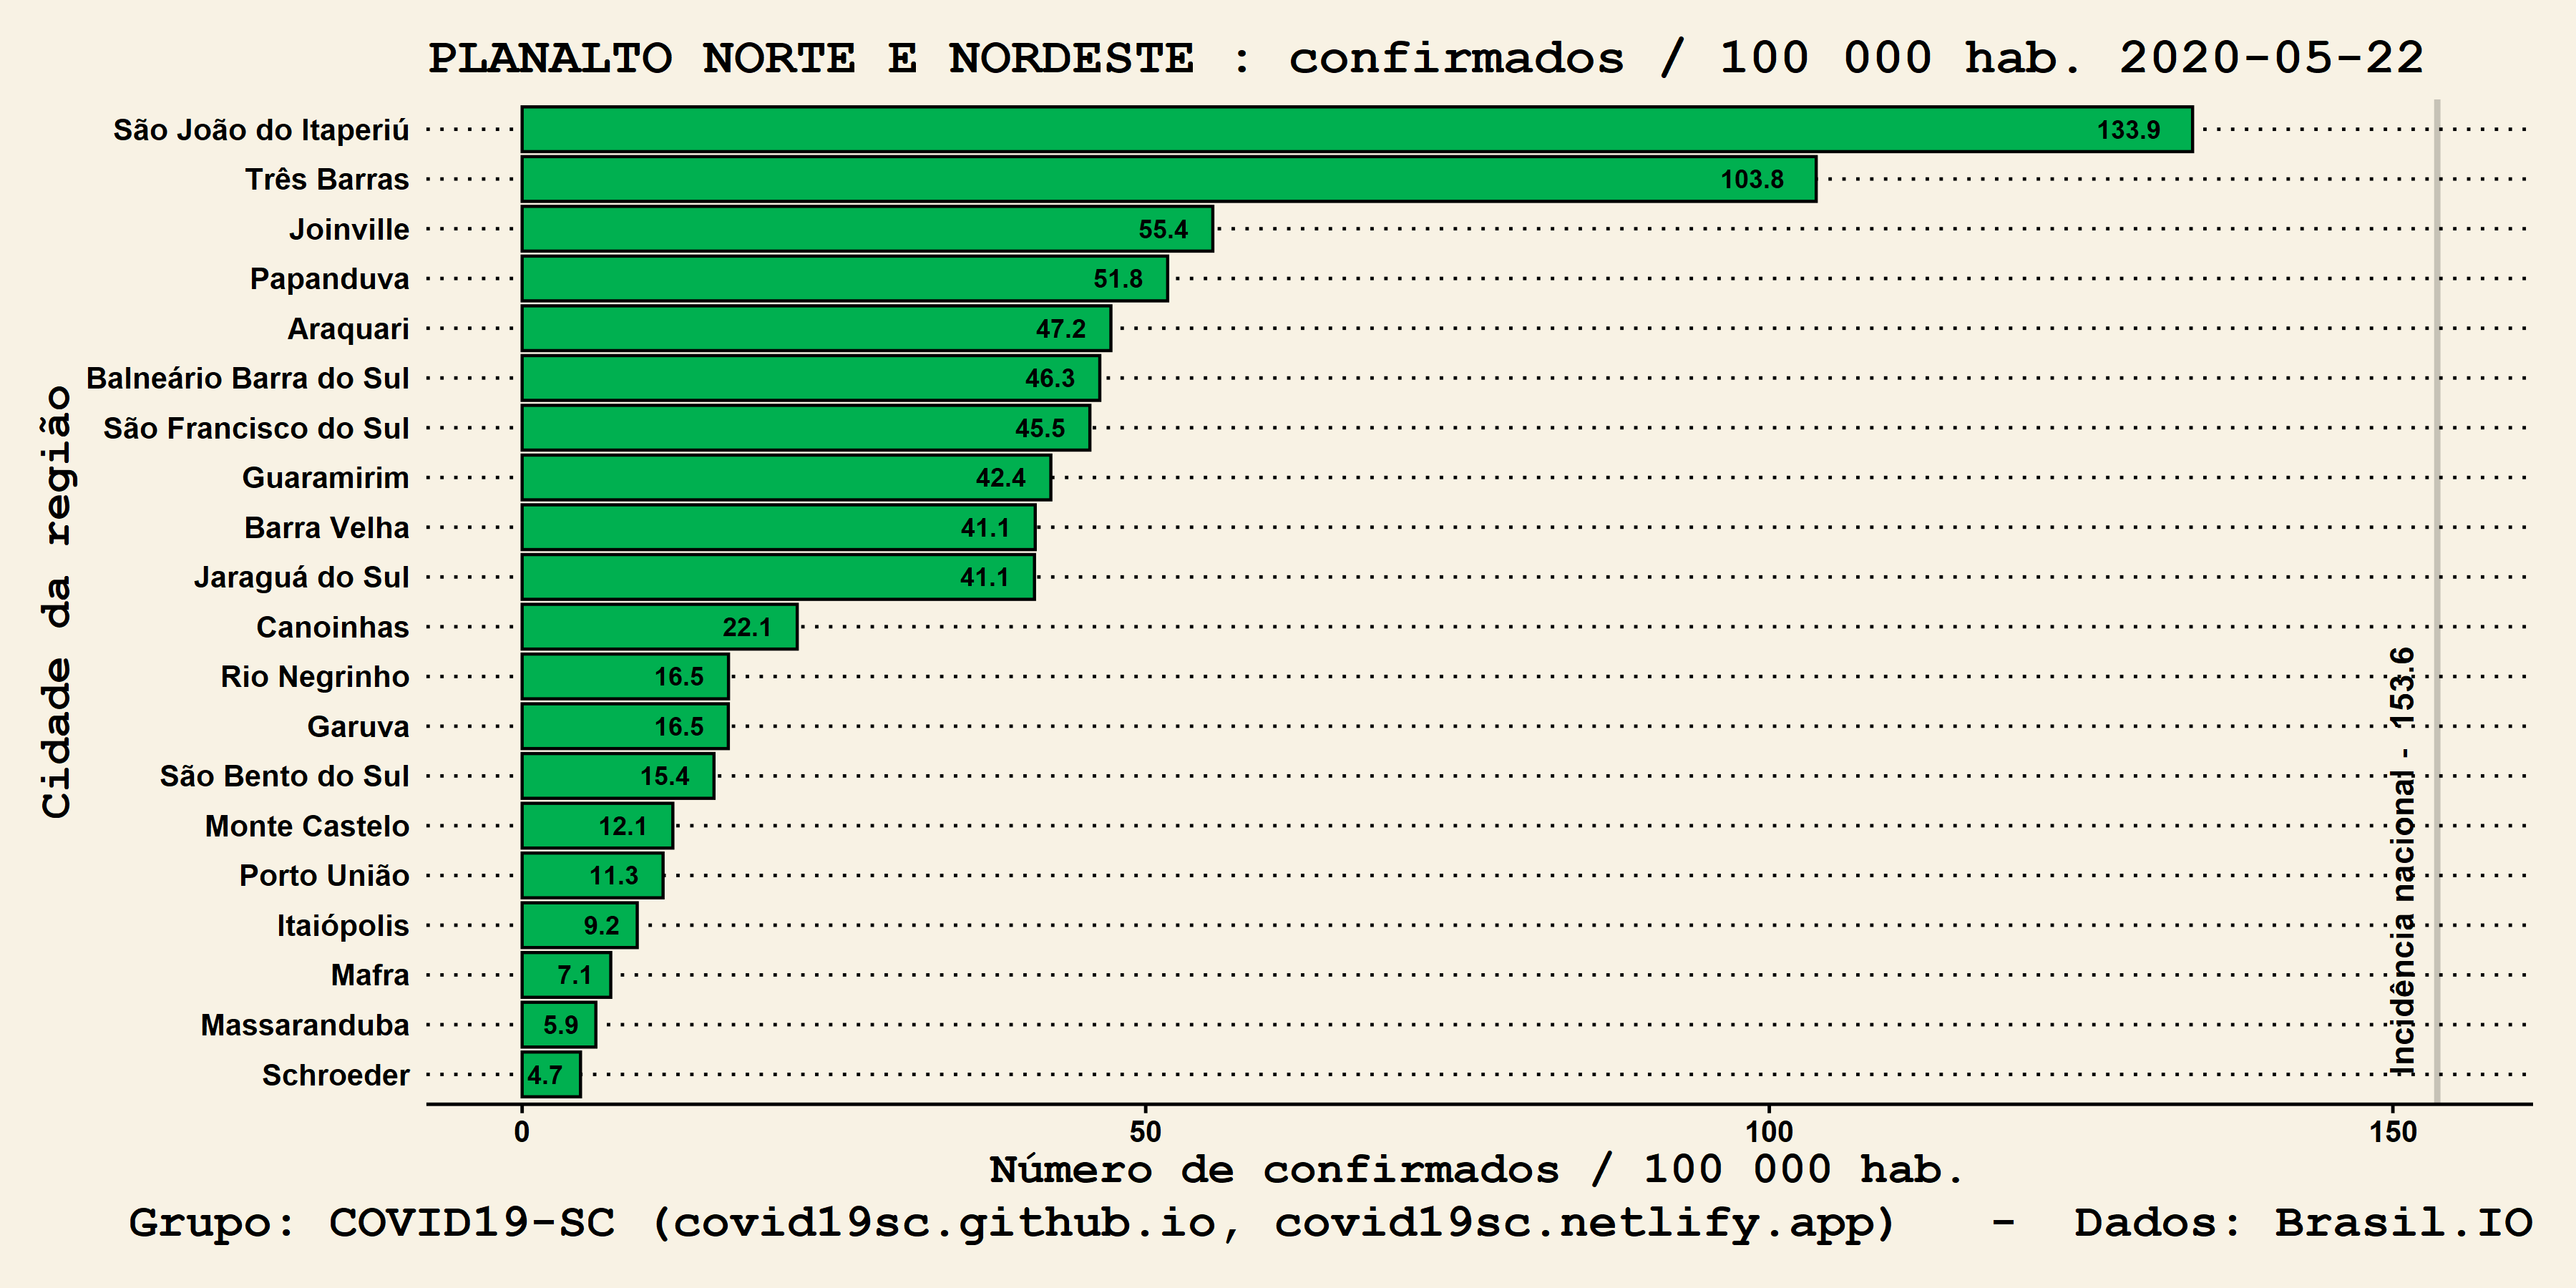 PLANALTO NORTE E NORDESTE : confirmados / 100 000 hab. 2020-05-22
Cidade da região
São João do Itaperiú 133.9
Três Barras 103.8
Joinville 55.4
Papanduva 51.8
Araquari 47.2
Balneário Barra do Sul 46.3
São Francisco do Sul 45.5
Guaramirim 42.4
Barra Velha 41.1
Jaraguá do Sul 41.1
Canoinhas 22.1
Rio Negrinho 16.5
Garuva 16.5
São Bento do Sul 15.4
Monte Castelo 12.1
Porto União 11.3
Itaiópolis 9.2
Mafra 7.1
Massaranduba 5.9
Schroeder 4.7
Incidência nacional - 153.6
0 50 100 150
Número de confirmados / 100 000 hab.
Grupo: COVID19-SC (covid19sc.github.io, covid19sc.netlify.app) - Dados: Brasil.IO